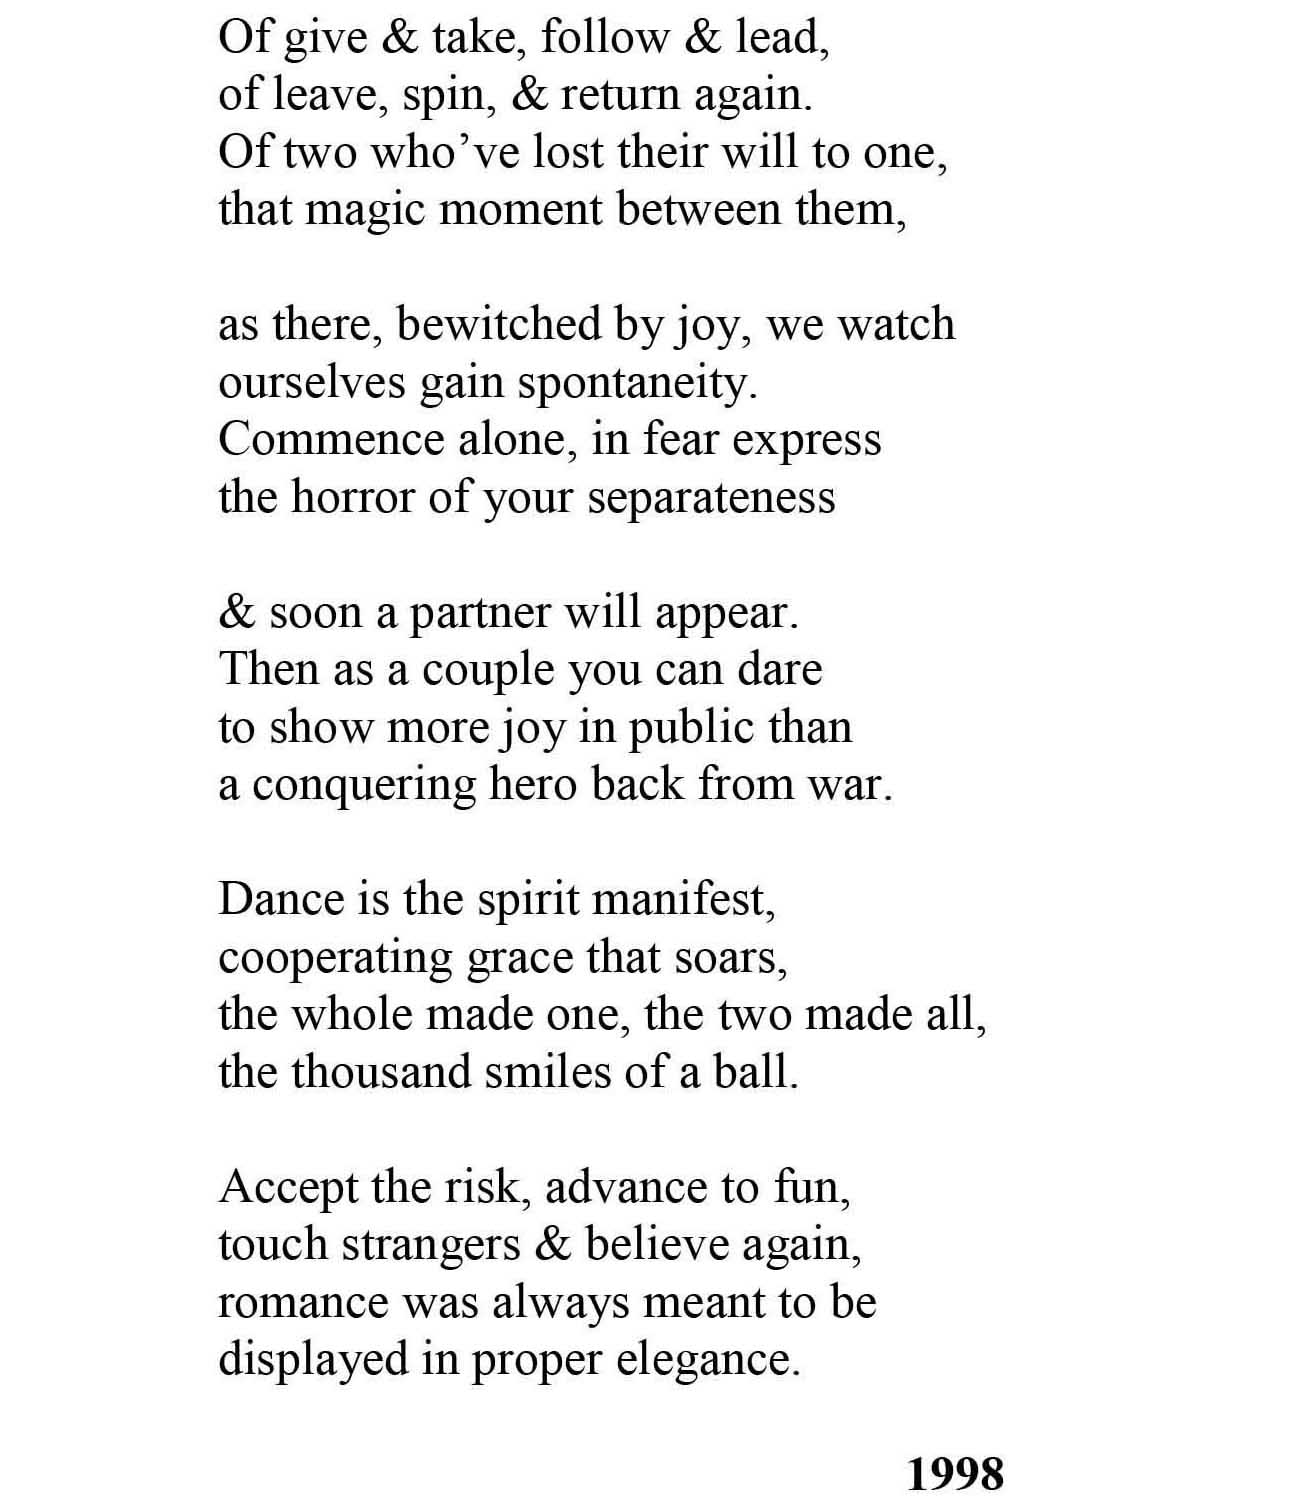 Of give & take, follow & lead,
of leave, spin, & return again.
Of two who’ve lost their will to one,
that magic moment between them,

as there, bewitched by joy, we watch
ourselves gain spontaneity.
Commence alone, in fear express
the horror of your separateness

& soon a partner will appear.
Then as a couple you can dare
to show more joy in public than
a conquering hero back from war.

Dance is the spirit manifest,
cooperating grace that soars,
the whole made one, the two made all,
the thousand smiles of a ball.

Accept the risk, advance to fun,
touch strangers & believe again,
romance was always meant to be
displayed in proper elegance.

1998